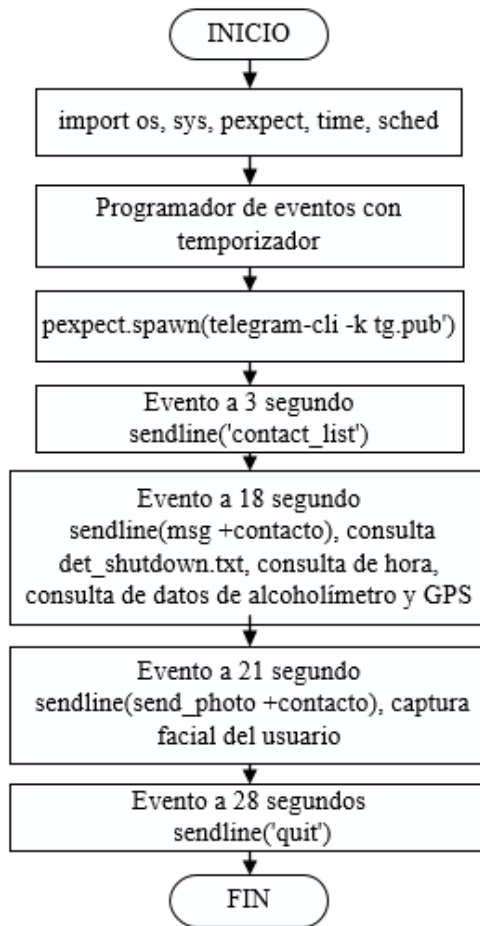 INICIO
import os, sys, pexpect, time, sched
Programador de eventos con
temporizador
pexpect.spawn(telegram-cli -k tg.pub')
Evento a 3 segundo
sendline('contact_list')
Evento a 18 segundo
sendline(msg +contacto), consulta
det_shutdown.txt, consulta de hora,
consulta de datos de alcoholímetro y GPS
Evento a 21 segundo
sendline(send_photo +contacto), captura
facial del usuario
Evento a 28 segundos
sendline('quit')
FIN